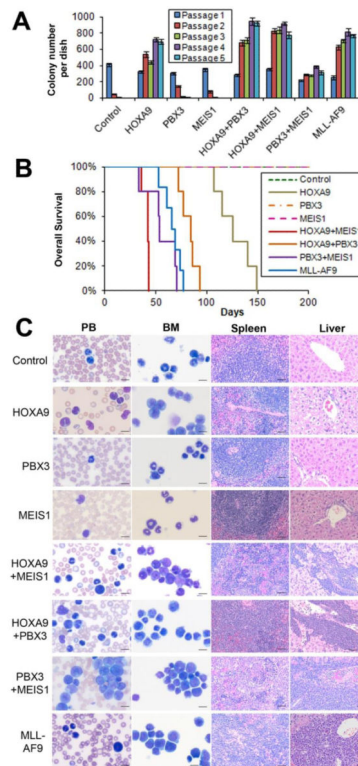 A
Colony number
per dish
1000
800
600
400
200
0
Passage 1
Passage 2
Passage 3
Passage 4
Passage 5
Control
HOXA9
PBX3
MEIS1
HOXA9+PBX3
HOXA9+MEIS1
PBX3+MEIS1
MLL-AF9
B
Overall Survival
100%
80%
60%
40%
20%
0%
0 50 100 150 200
Days
Control
HOXA9
PBX3
MEIS1
HOXA9+MEIS1
HOXA9+PBX3
PBX3+MEIS1
MLL-AF9
C
PB BM Spleen Liver
Control
HOXA9
PBX3
MEIS1
HOXA9
+MEIS1
HOXA9
+PBX3
PBX3
+MEIS1
MLL-
AF9